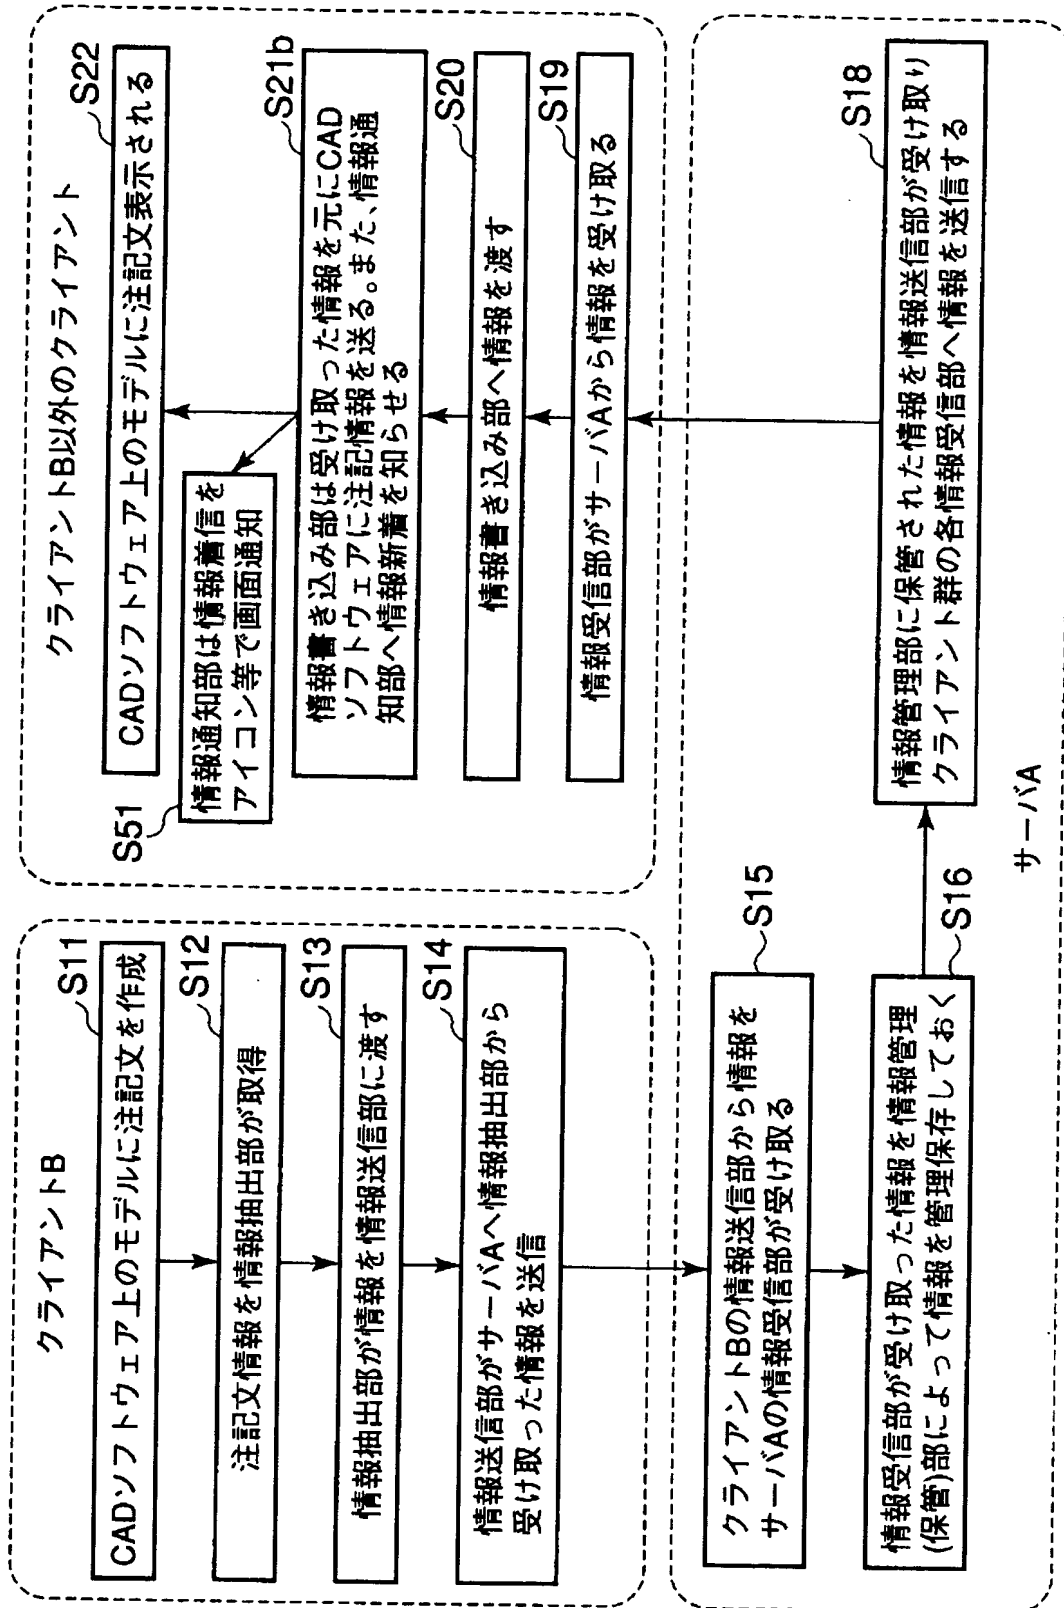 クライアントB
S11
CADソフトウェア上のモデルに注記文を作成
S12
注記文情報を情報抽出部が取得
S13
情報抽出部が情報を情報送信部に渡す
S14
情報送信部がサーバAへ情報抽出部から
受け取った情報を送信
S15
クライアントBの情報送信部から情報を
サーバAの情報受信部が受け取る
S16
情報受信部が受け取った情報を情報管理
(保管)部によって情報を管理保存しておく
サーバA
S18
情報管理部に保管された情報を情報送信部が受け取り
クライアント群の各情報受信部へ情報を送信する
クライアントB以外のクライアント
S22
CADソフトウェア上のモデルに注記文表示される
S51
情報通知部は情報着信を
アイコン等で画面通知
S21b
情報書き込み部は受け取った情報を元にCAD
ソフトウェアに注記情報を送る。また、情報通
知部へ情報新着を知らせる
S20
情報書き込み部へ情報を渡す
S19
情報受信部がサーバAから情報を受け取る